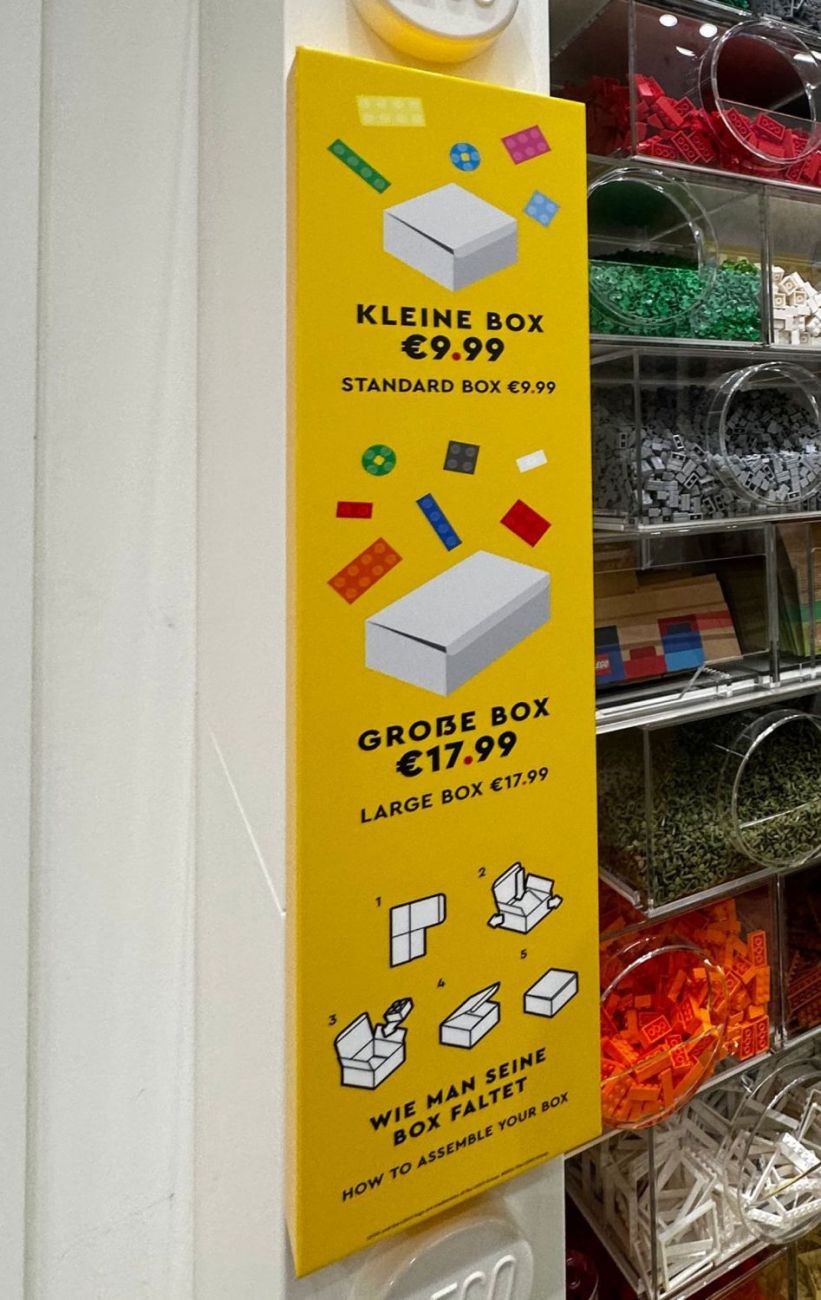 KLEINE BOX
€9.99
STANDARD BOX €9.99
GROẞE BOX
€17.99
LARGE BOX €17.99
1
2
3
4
5
WIE MAN SEINE
BOX FALTET
HOW TO ASSEMBLE YOUR BOX
LEGO